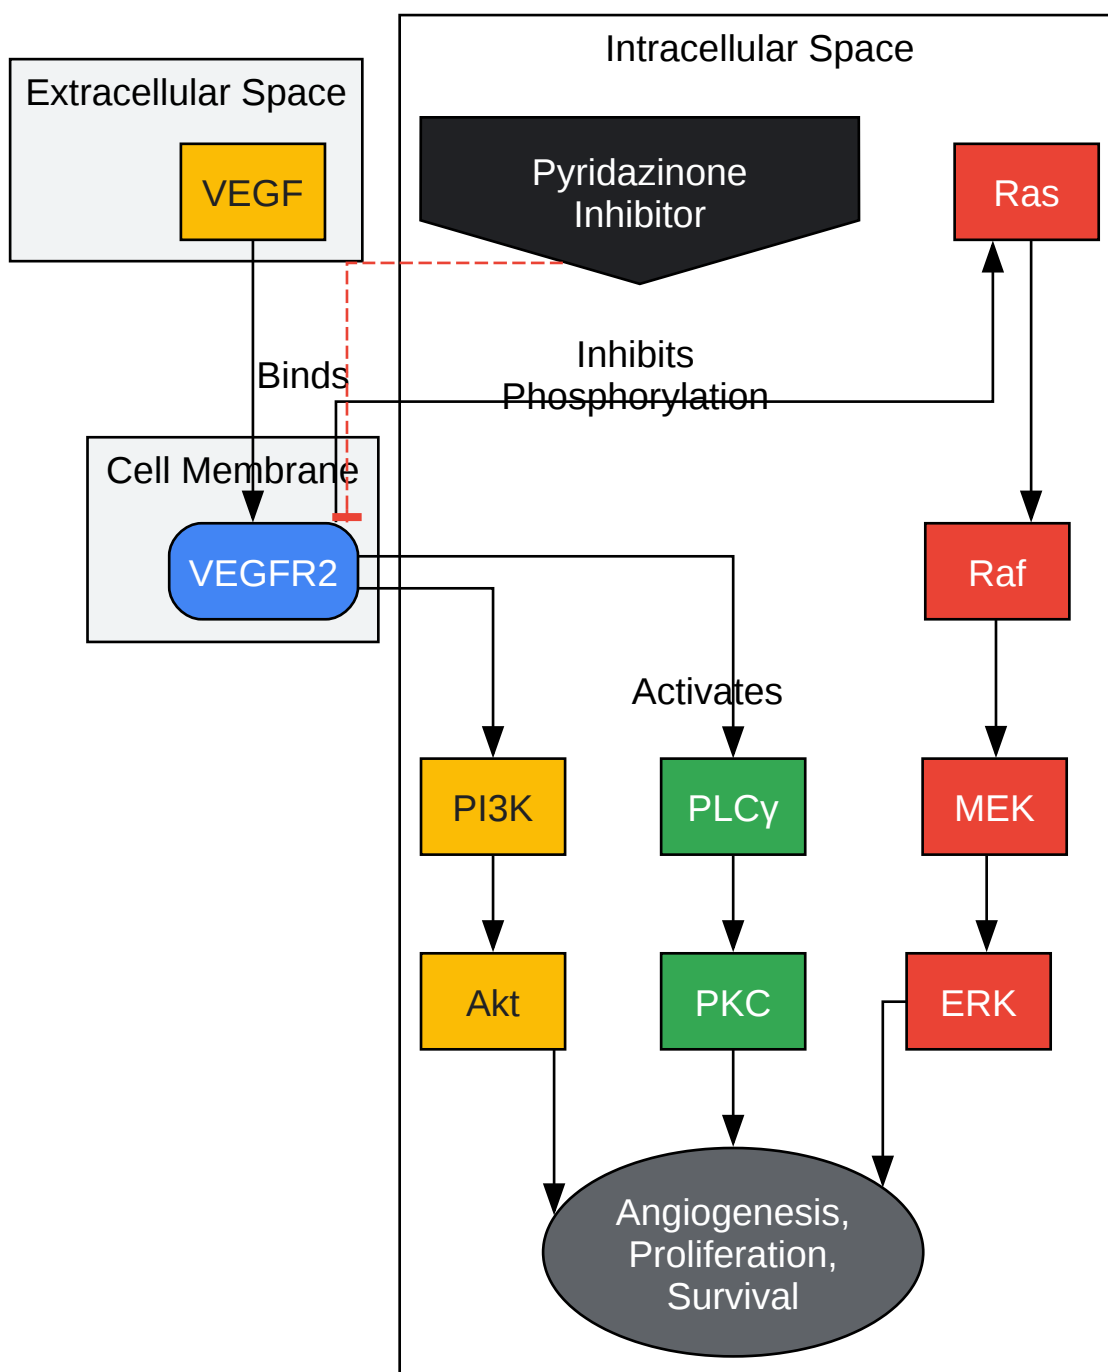 Intracellular Space
Extracellular Space
VEGF
Pyridazinone
Inhibitor
Ras
Binds
Inhibits
Phosphorylation
Cell Membrane
VEGFR2
Raf
Activates
PI3K
PLCγ
MEK
Akt
PKC
ERK
Angiogenesis,
Proliferation,
Survival